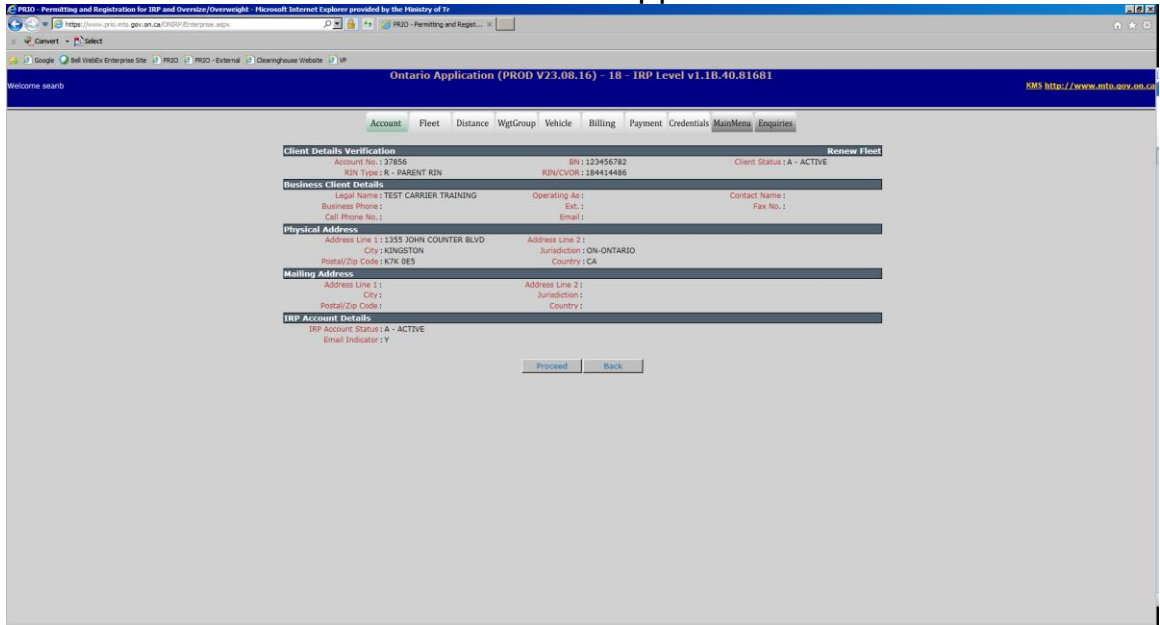 PRIO - Permitting and Registration for IRP and Oversize/Overweight - Microsoft Internet Explorer provided by the Ministry of Tr
https://www.prio.mto.gov.on.ca/ONIRP/Enterprise.aspx PRIO - Permitting and Regist...
Convert Select
Google Bell WebEx Enterprise Site PRIO PRIO - External Clearinghouse Website VP
Ontario Application (PROD V23.08.16) - 18 - IRP Level v1.1B.40.81681
Welcome seanb KMS http://www.mto.gov.on.ca
Account Fleet Distance WgtGroup Vehicle Billing Payment Credentials MainMenu Enquiries
Client Details Verification Renew Fleet
Account No. : 37856 BN : 123456782 Client Status : A - ACTIVE
RIN Type : R - PARENT RIN RIN/CVOR : 184414486
Business Client Details
Legal Name : TEST CARRIER TRAINING Operating As : Contact Name :
Business Phone : Ext. : Fax No. :
Cell Phone No. : Email :
Physical Address
Address Line 1 : 1355 JOHN COUNTER BLVD Address Line 2 :
City : KINGSTON Jurisdiction : ON-ONTARIO
Postal/Zip Code : K7K 0E5 Country : CA
Mailing Address
Address Line 1 : Address Line 2 :
City : Jurisdiction :
Postal/Zip Code : Country :
IRP Account Details
IRP Account Status : A - ACTIVE
Email Indicator : Y
Proceed Back